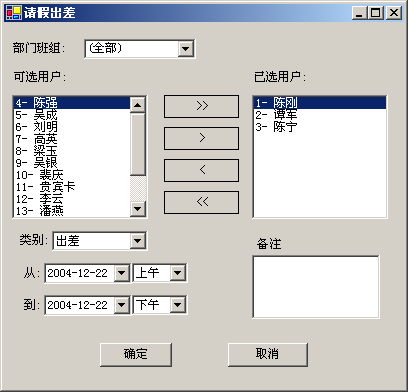 请假出差
部门班组: (全部)
可选用户:
已选用户:
4- 陈强
5- 吴成
6- 刘明
7- 高英
8- 梁玉
9- 吴银
10- 裴庆
11- 贵宾卡
12- 李云
13- 潘燕
>>
>
<
<<
1- 陈刚
2- 谭军
3- 陈宁
类别: 出差
从: 2004-12-22 上午
到: 2004-12-22 下午
备注
确定
取消